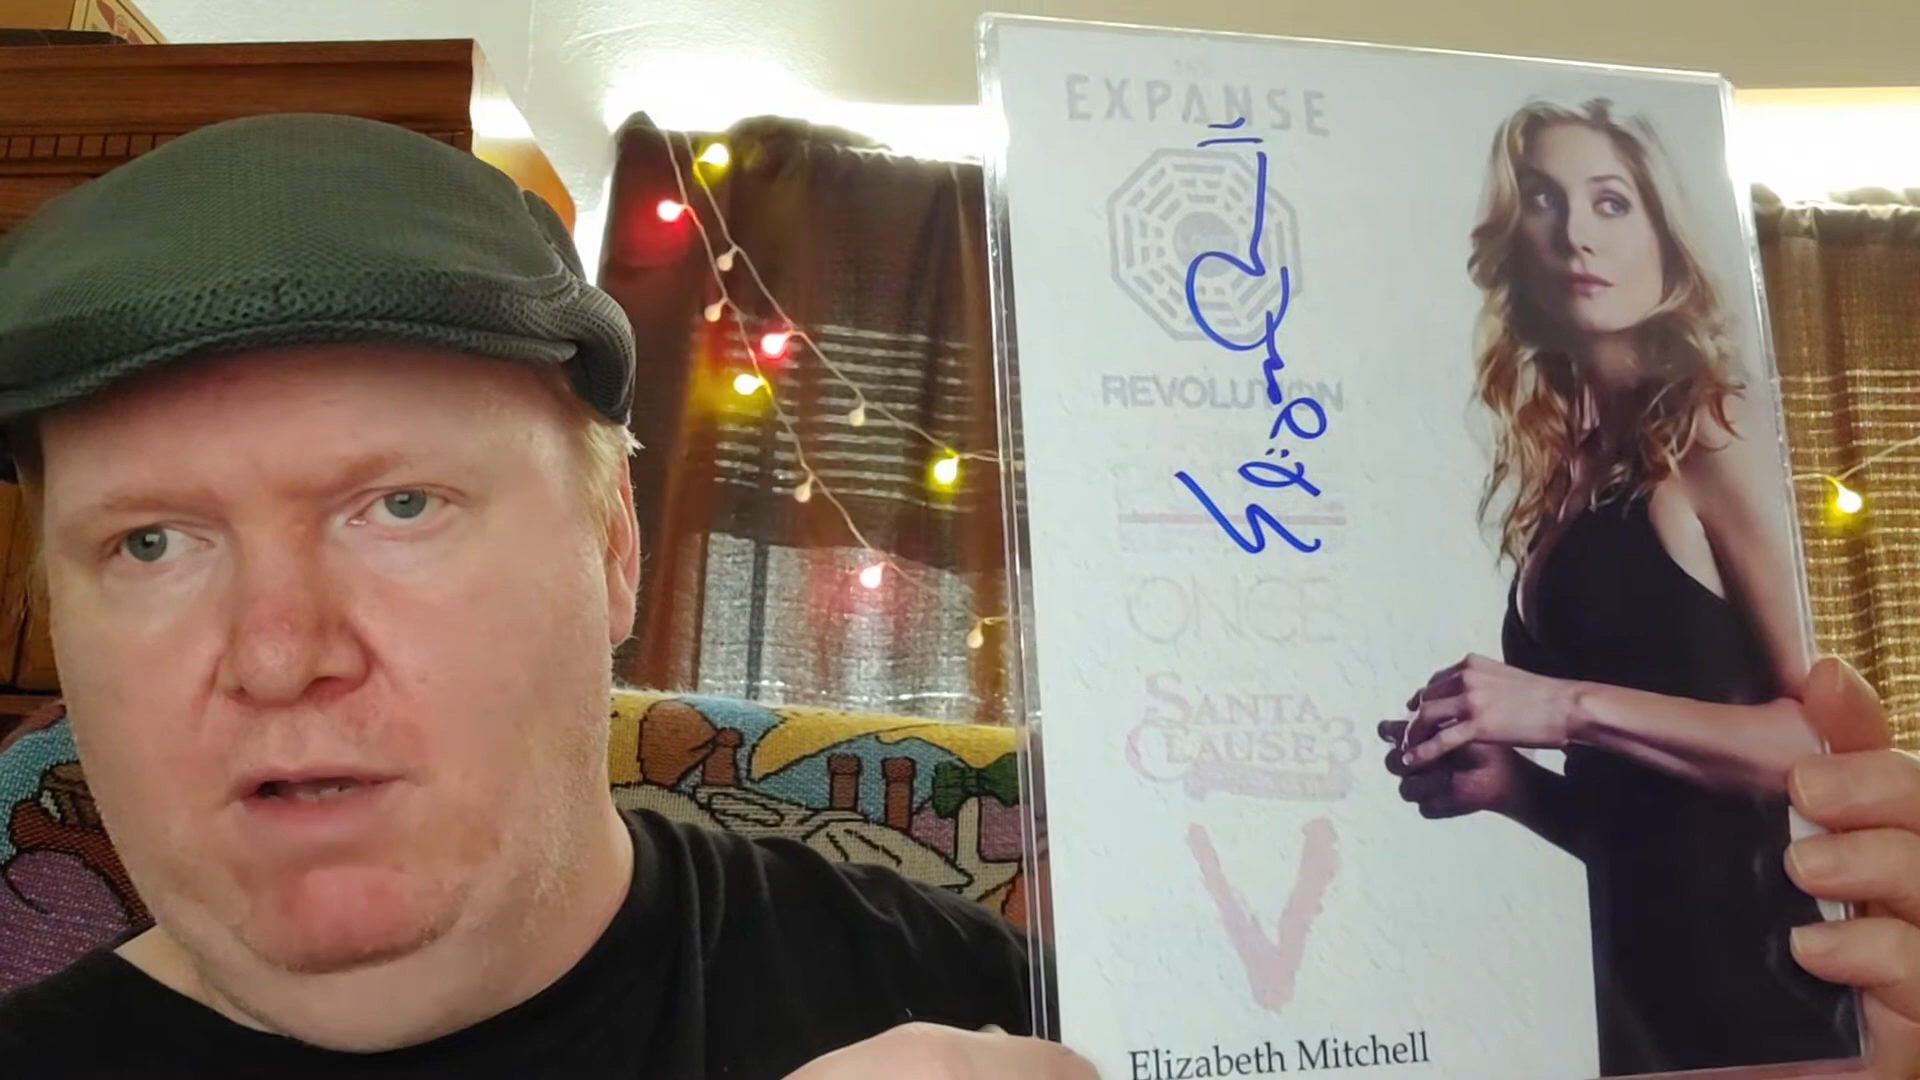 THE
EXPANSE
REVOLUTION
ONCE
SANTA
CLAUSE 3
V
Elizabeth Mitchell